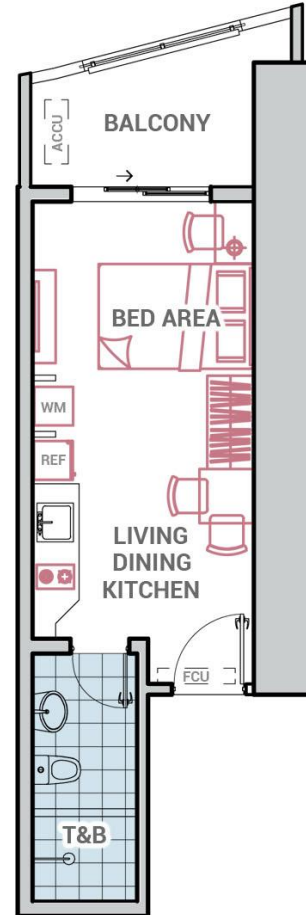 BALCONY
ACCU
BED AREA
WM
REF
LIVING
DINING
KITCHEN
FCU
T&B